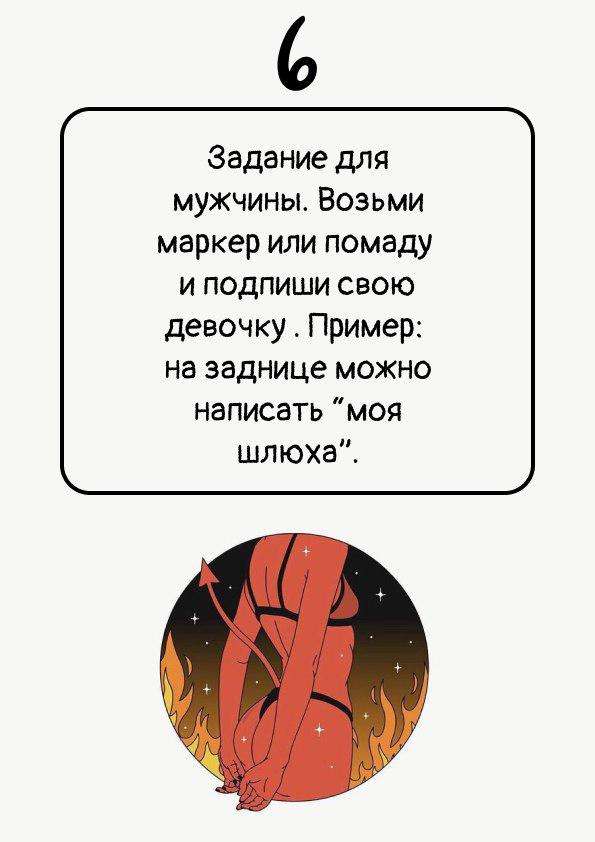 6
Задание для
мужчины. Возьми
маркер или помаду
и подпиши свою
девочку . Пример:
на заднице можно
написать “моя
шлюха”.